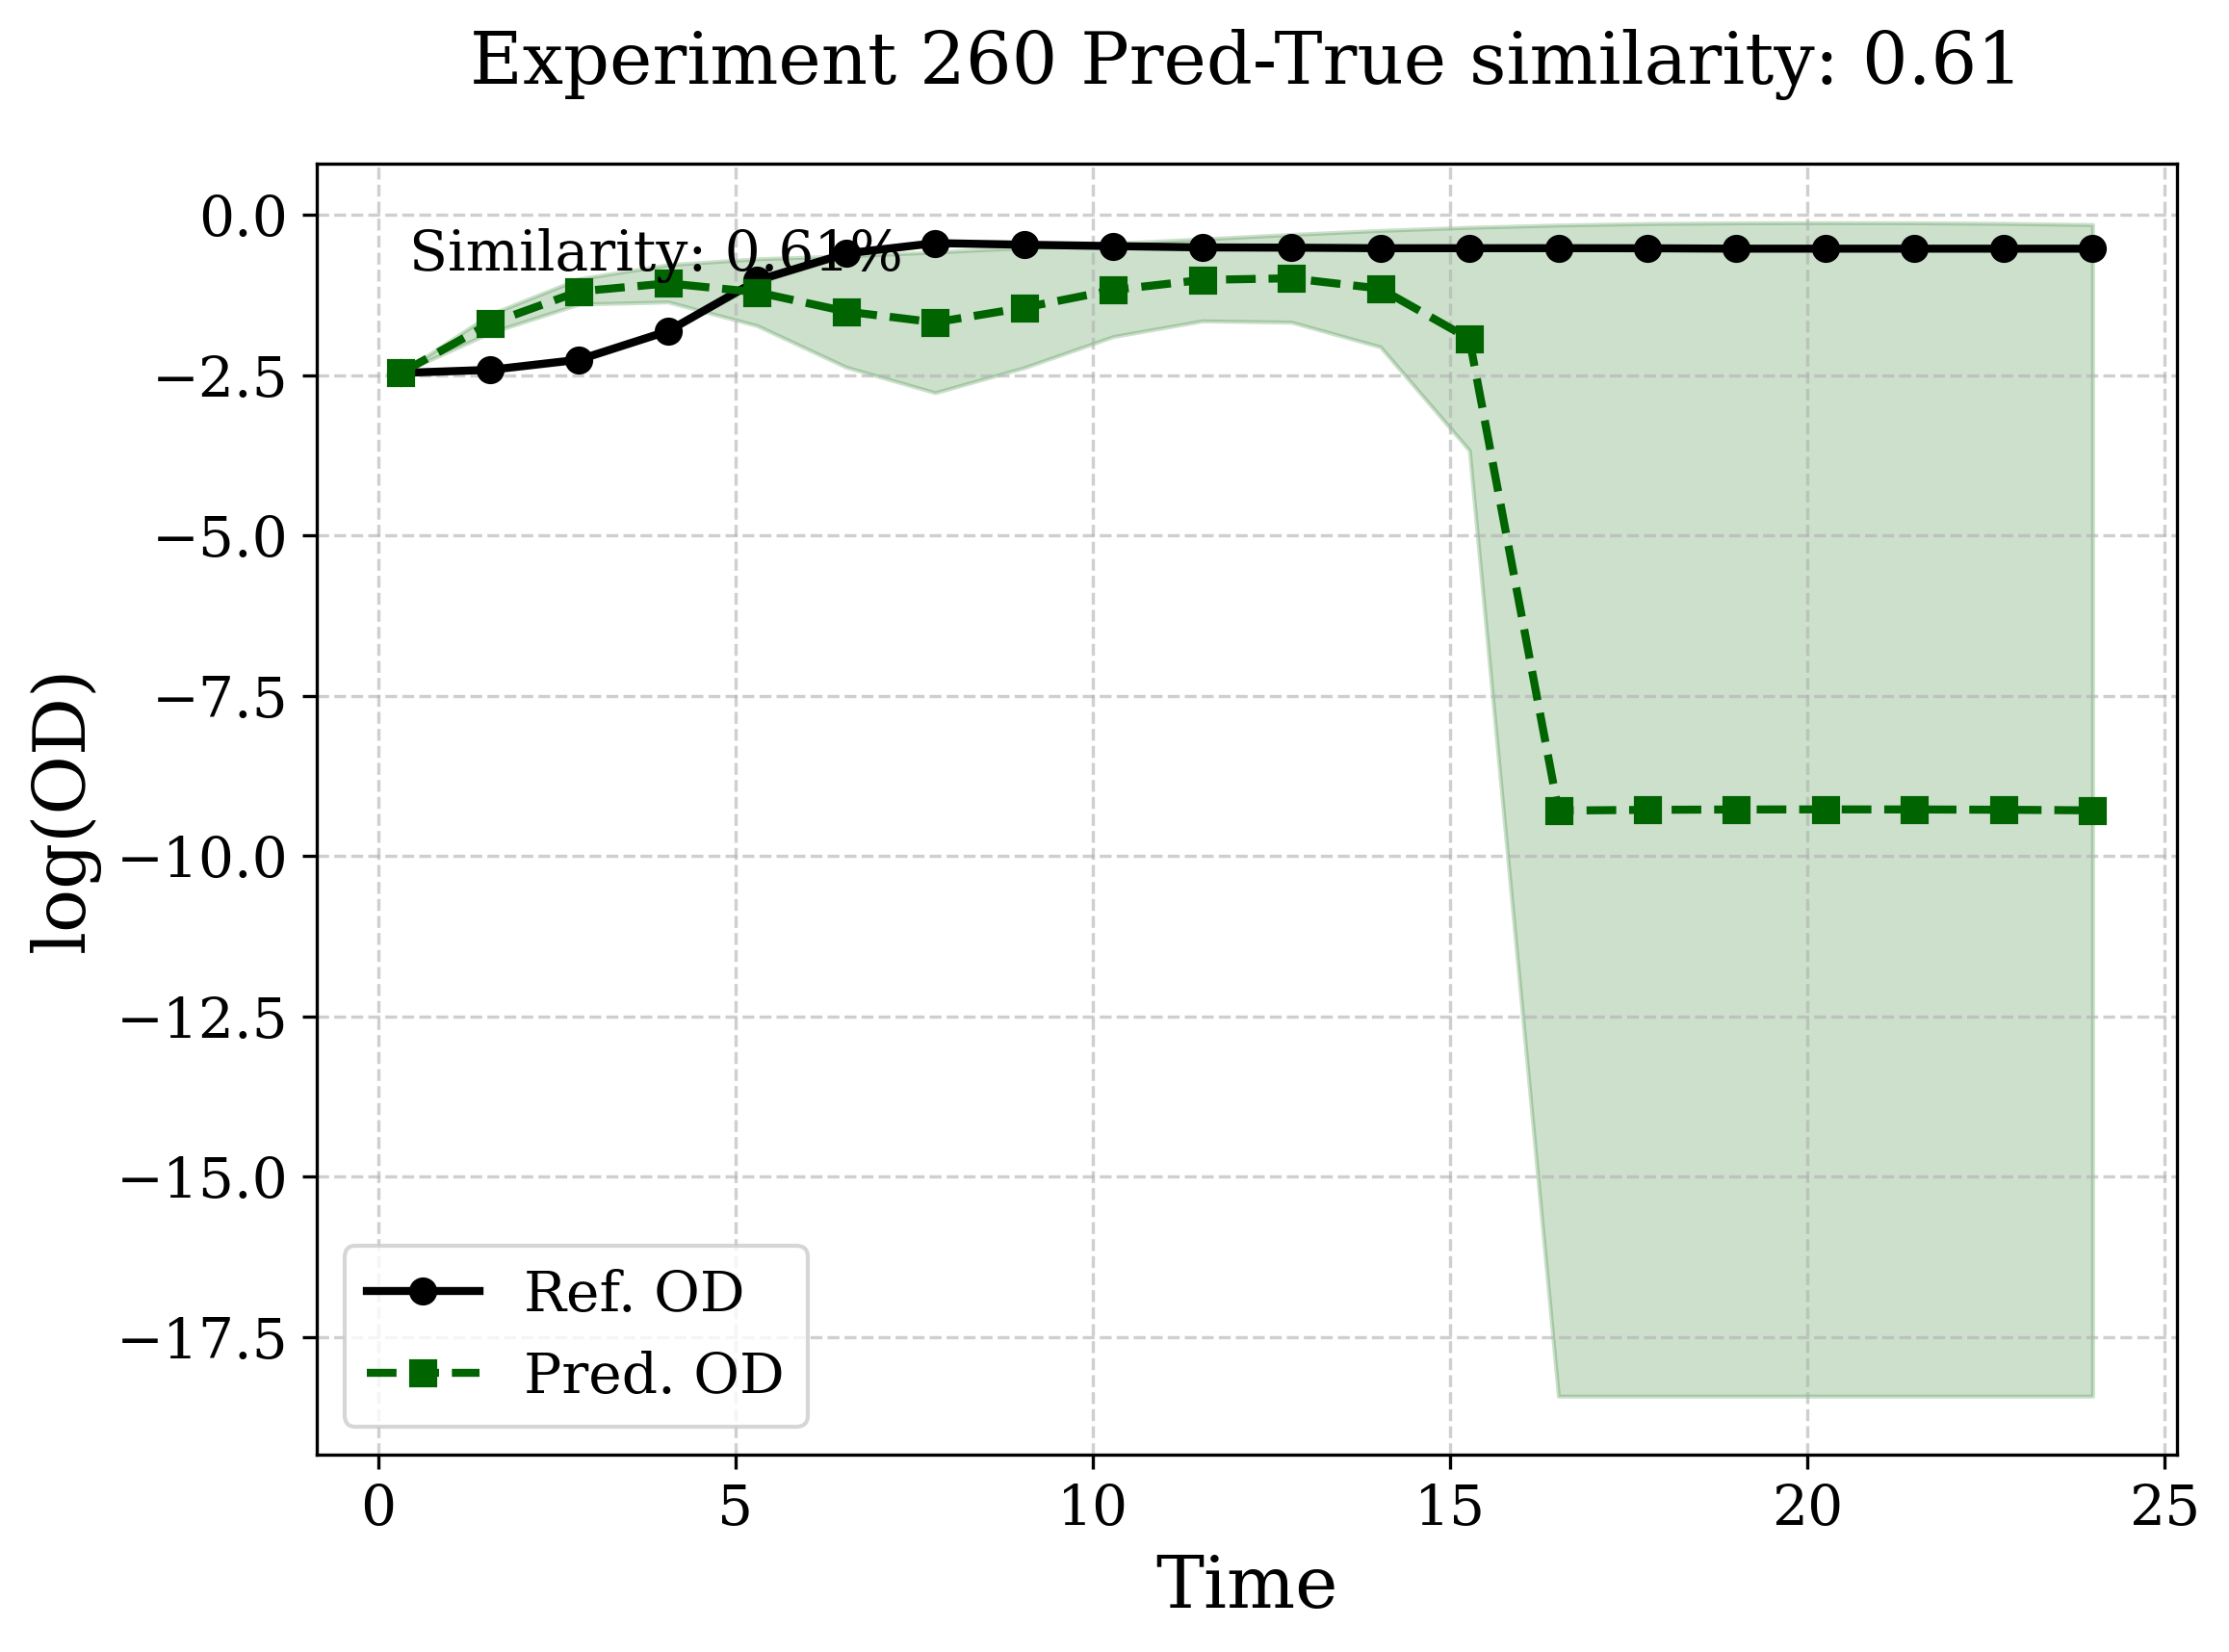 Experiment 260 Pred-True similarity: 0.61
Similarity: 0.61%
0.0
−2.5
−5.0
−7.5
−10.0
−12.5
−15.0
−17.5
log(OD)
Ref. OD
Pred. OD
0 5 10 15 20 25
Time